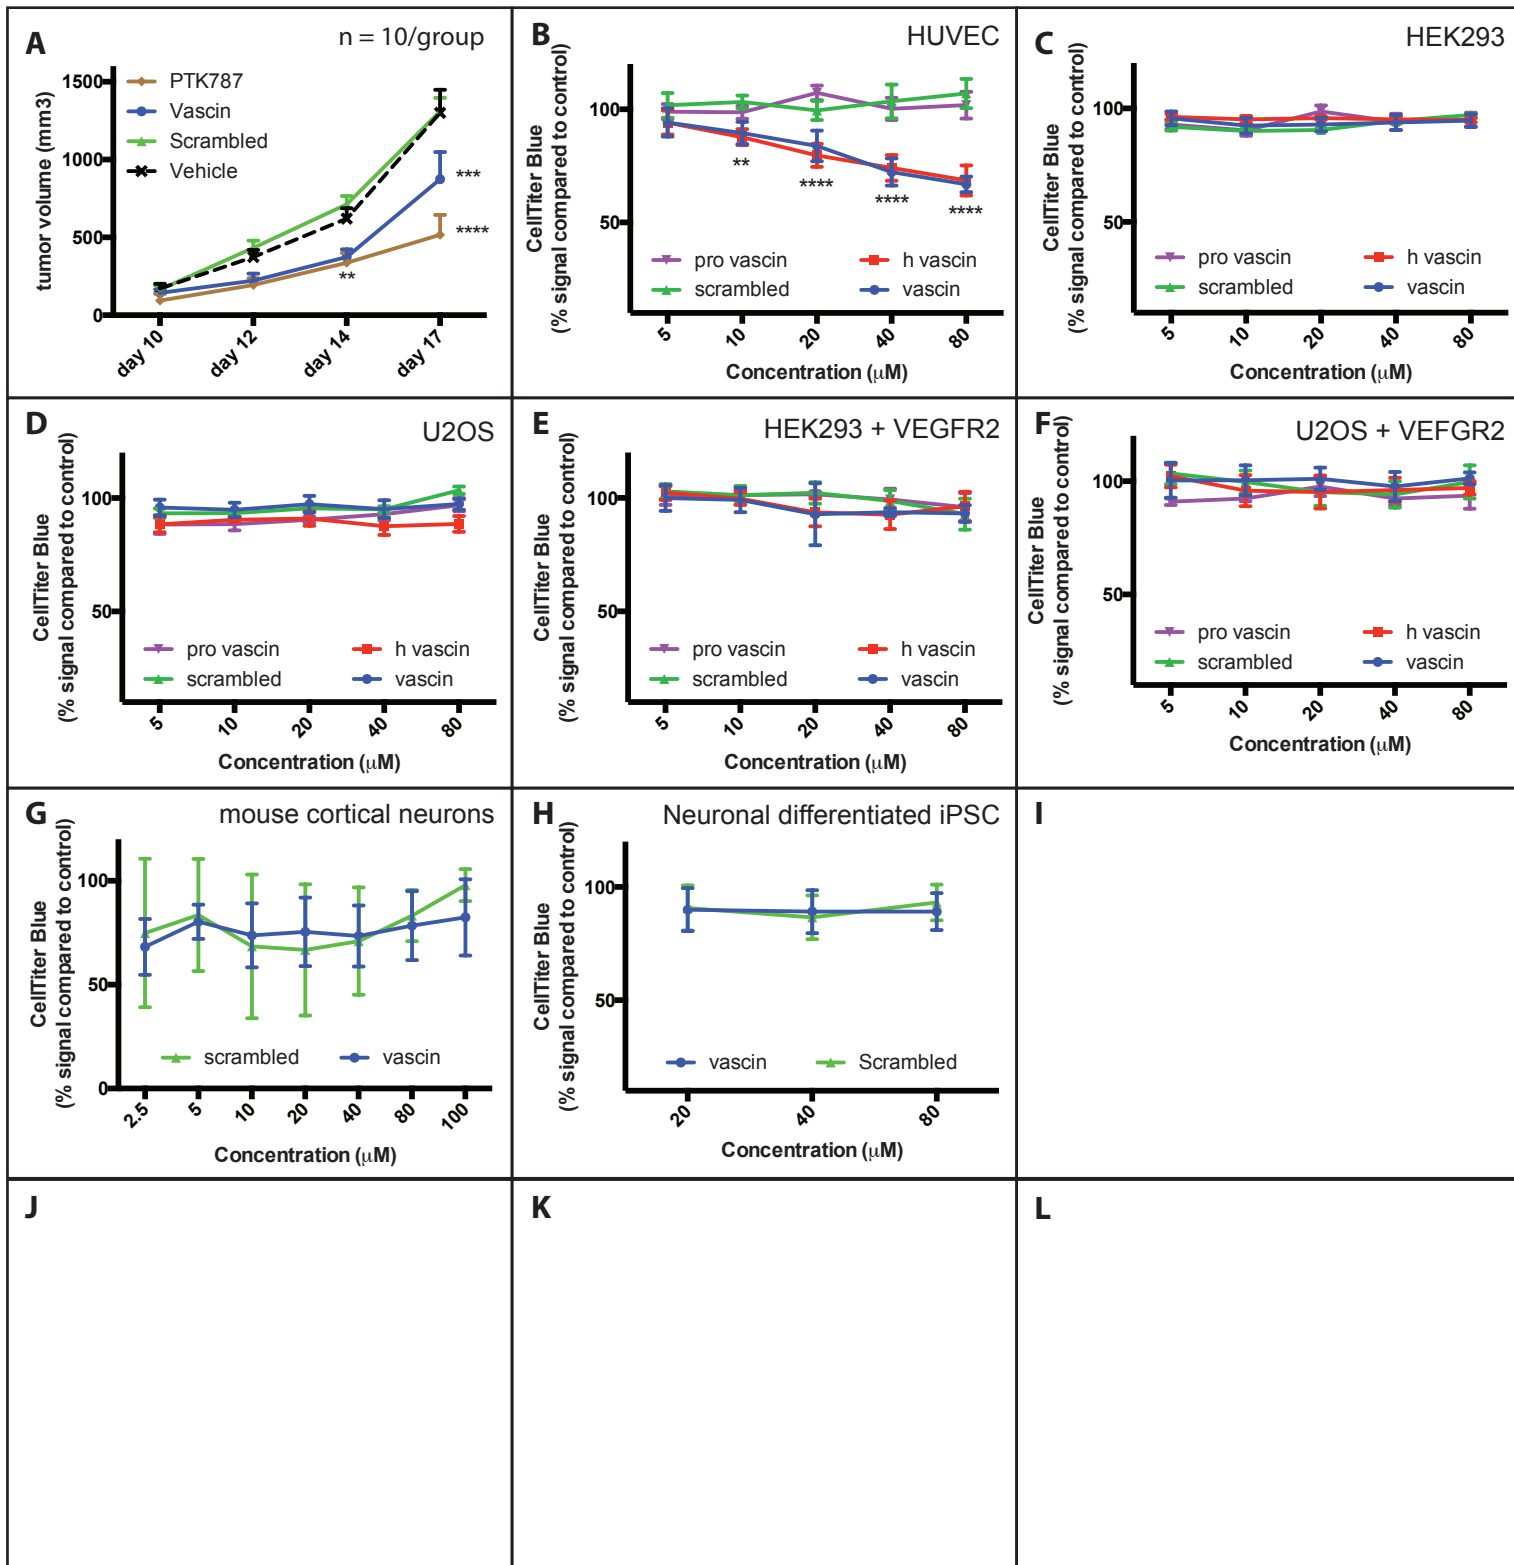 A
n = 10/group
tumor volume (mm3)
1500
1000
500
0
PTK787
Vascin
Scrambled
Vehicle
***
****
**
day 10
day 12
day 14
day 17
B
HUVEC
CellTiter Blue
(% signal compared to control)
100
50
**
****
****
****
pro vascin
h vascin
scrambled
vascin
5
10
20
40
80
Concentration (μM)
C
HEK293
CellTiter Blue
(% signal compared to control)
100
50
pro vascin
h vascin
scrambled
vascin
5
10
20
40
80
Concentration (μM)
D
U2OS
CellTiter Blue
(% signal compared to control)
100
50
pro vascin
h vascin
scrambled
vascin
5
10
20
40
80
Concentration (μM)
E
HEK293 + VEGFR2
CellTiter Blue
(% signal compared to control)
100
50
pro vascin
h vascin
scrambled
vascin
5
10
20
40
80
Concentration (μM)
F
U2OS + VEFGR2
CellTiter Blue
(% signal compared to control)
100
50
pro vascin
h vascin
scrambled
vascin
5
10
20
40
80
Concentration (μM)
G
mouse cortical neurons
CellTiter Blue
(% signal compared to control)
100
50
0
scrambled
vascin
2.5
5
10
20
40
80
100
Concentration (μM)
H
Neuronal differentiated iPSC
CellTiter Blue
(% signal compared to control)
100
50
vascin
Scrambled
20
40
80
Concentration (μM)
I
J
K
L